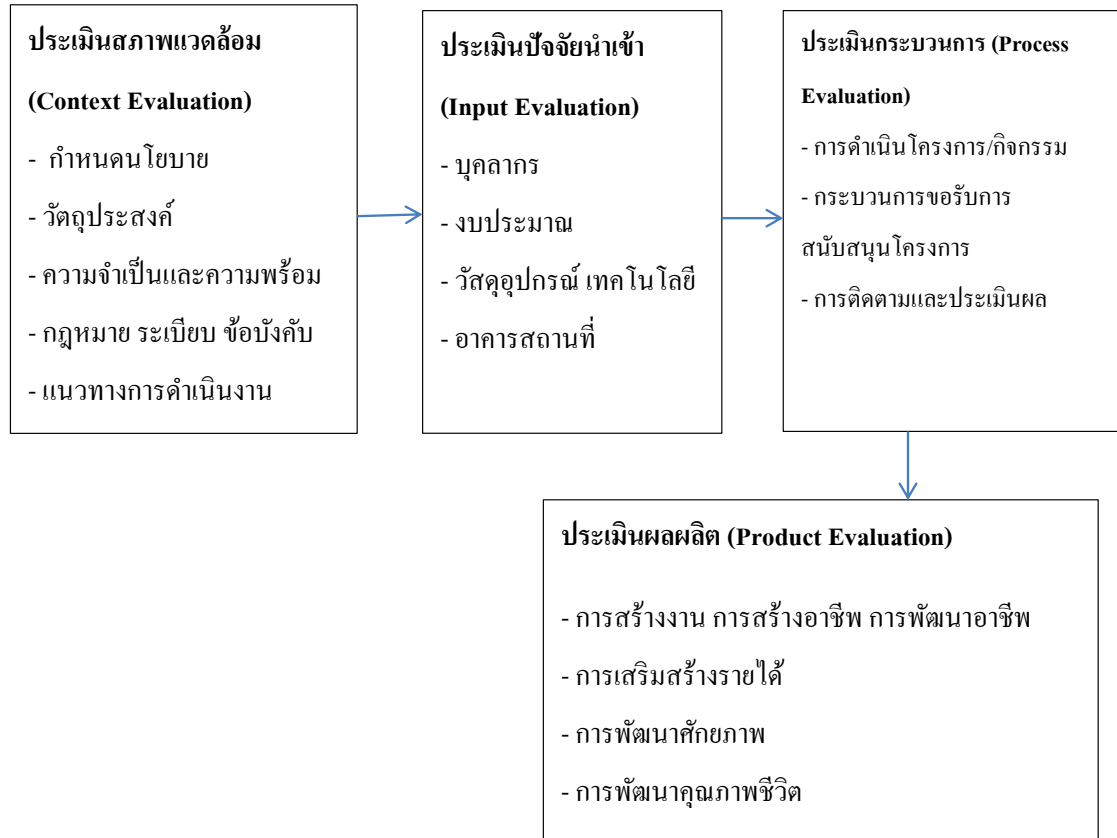 ประเมินสภาพแวดล้อม
(Context Evaluation)
- กำหนดนโยบาย
- วัตถุประสงค์
- ความจำเป็นและความพร้อม
- กฎหมาย ระเบียบ ข้อบังคับ
- แนวทางการดำเนินงาน
ประเมินปัจจัยนำเข้า
(Input Evaluation)
- บุคลากร
- งบประมาณ
- วัสดุอุปกรณ์ เทคโนโลยี
- อาคารสถานที่
ประเมินกระบวนการ (Process
Evaluation)
- การดำเนินโครงการ/กิจกรรม
- กระบวนการขอรับการ
สนับสนุนโครงการ
- การติดตามและประเมินผล
ประเมินผลผลิต (Product Evaluation)
- การสร้างงาน การสร้างอาชีพ การพัฒนาอาชีพ
- การเสริมสร้างรายได้
- การพัฒนาศักยภาพ
- การพัฒนาคุณภาพชีวิต